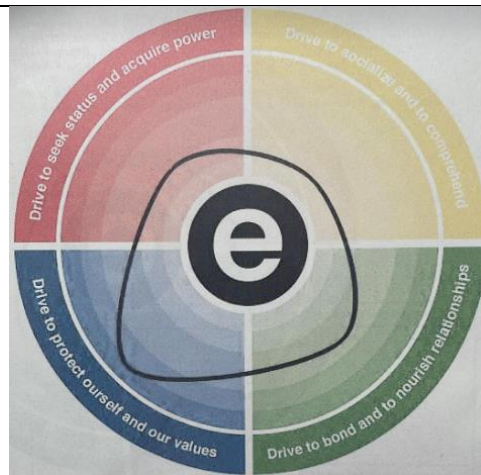 Drive to seek status and acquire power
Drive to socialize and to comprehend
e
Drive to protect ourself and our values
Drive to bond and to nourish relationships